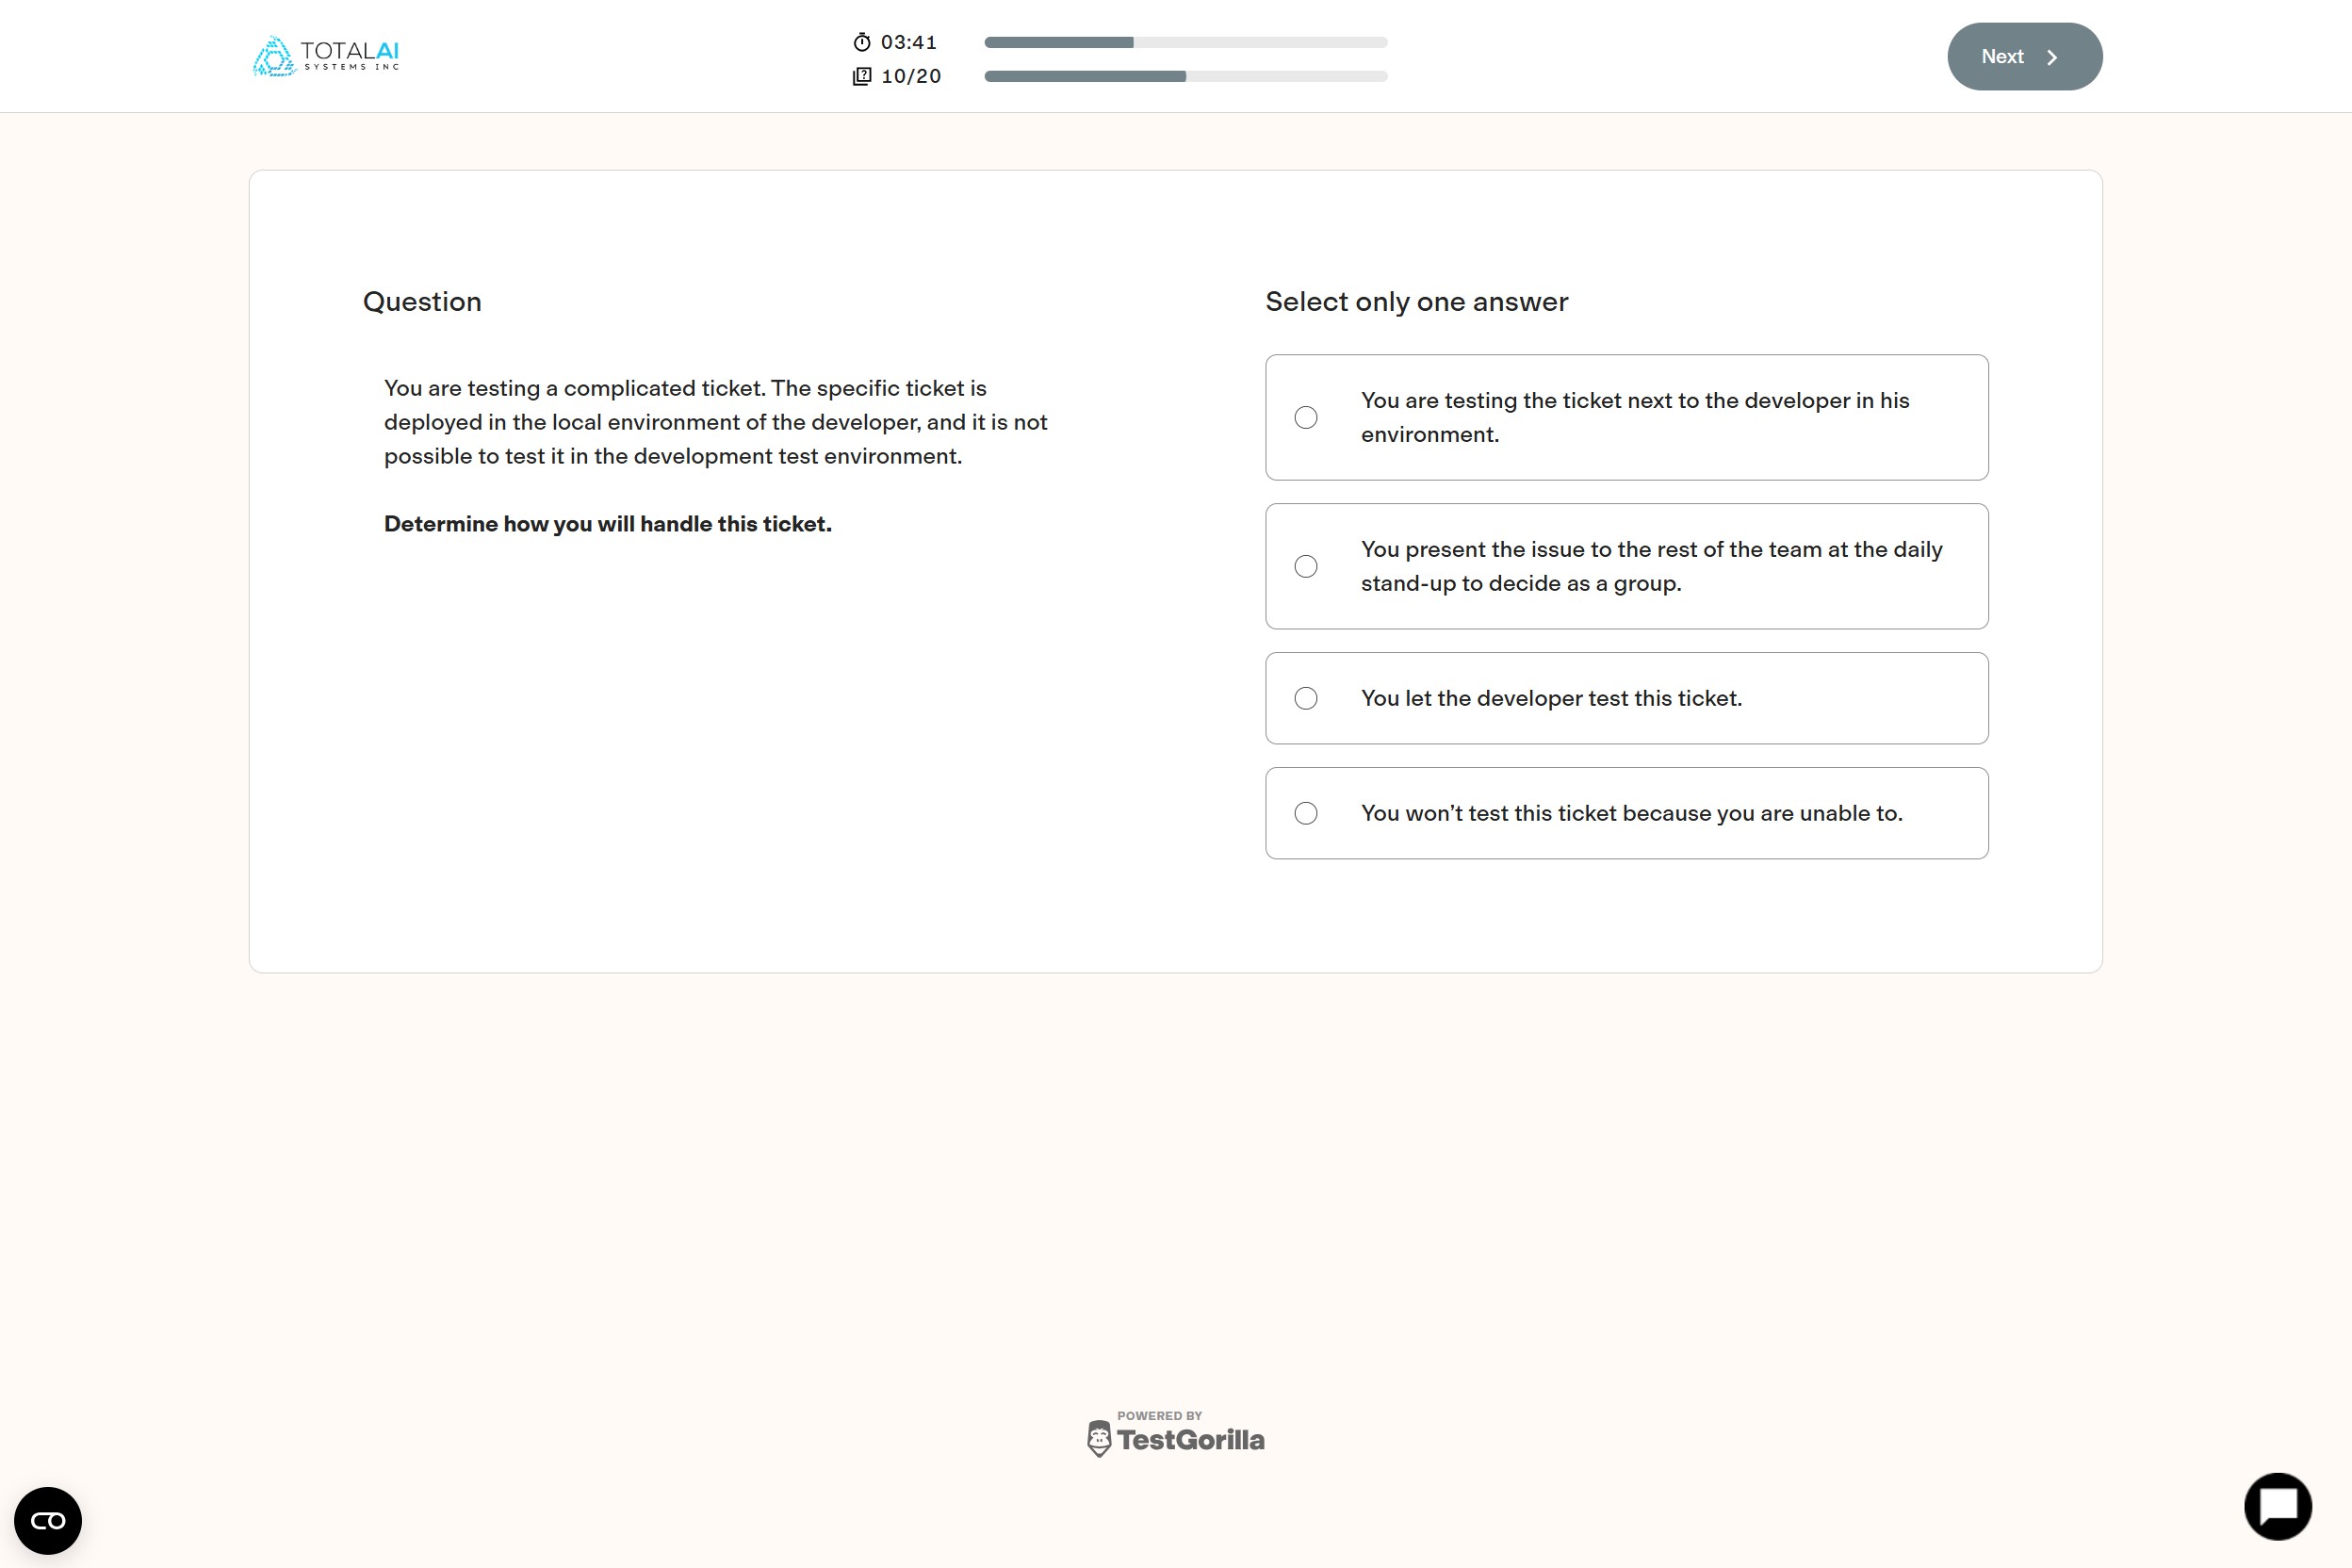 TOTALAI
SYSTEMS INC
03:41
10/20
Next
Question
You are testing a complicated ticket. The specific ticket is
deployed in the local environment of the developer, and it is not
possible to test it in the development test environment.
Determine how you will handle this ticket.
Select only one answer
You are testing the ticket next to the developer in his
environment.
You present the issue to the rest of the team at the daily
stand-up to decide as a group.
You let the developer test this ticket.
You won’t test this ticket because you are unable to.
POWERED BY
TestGorilla